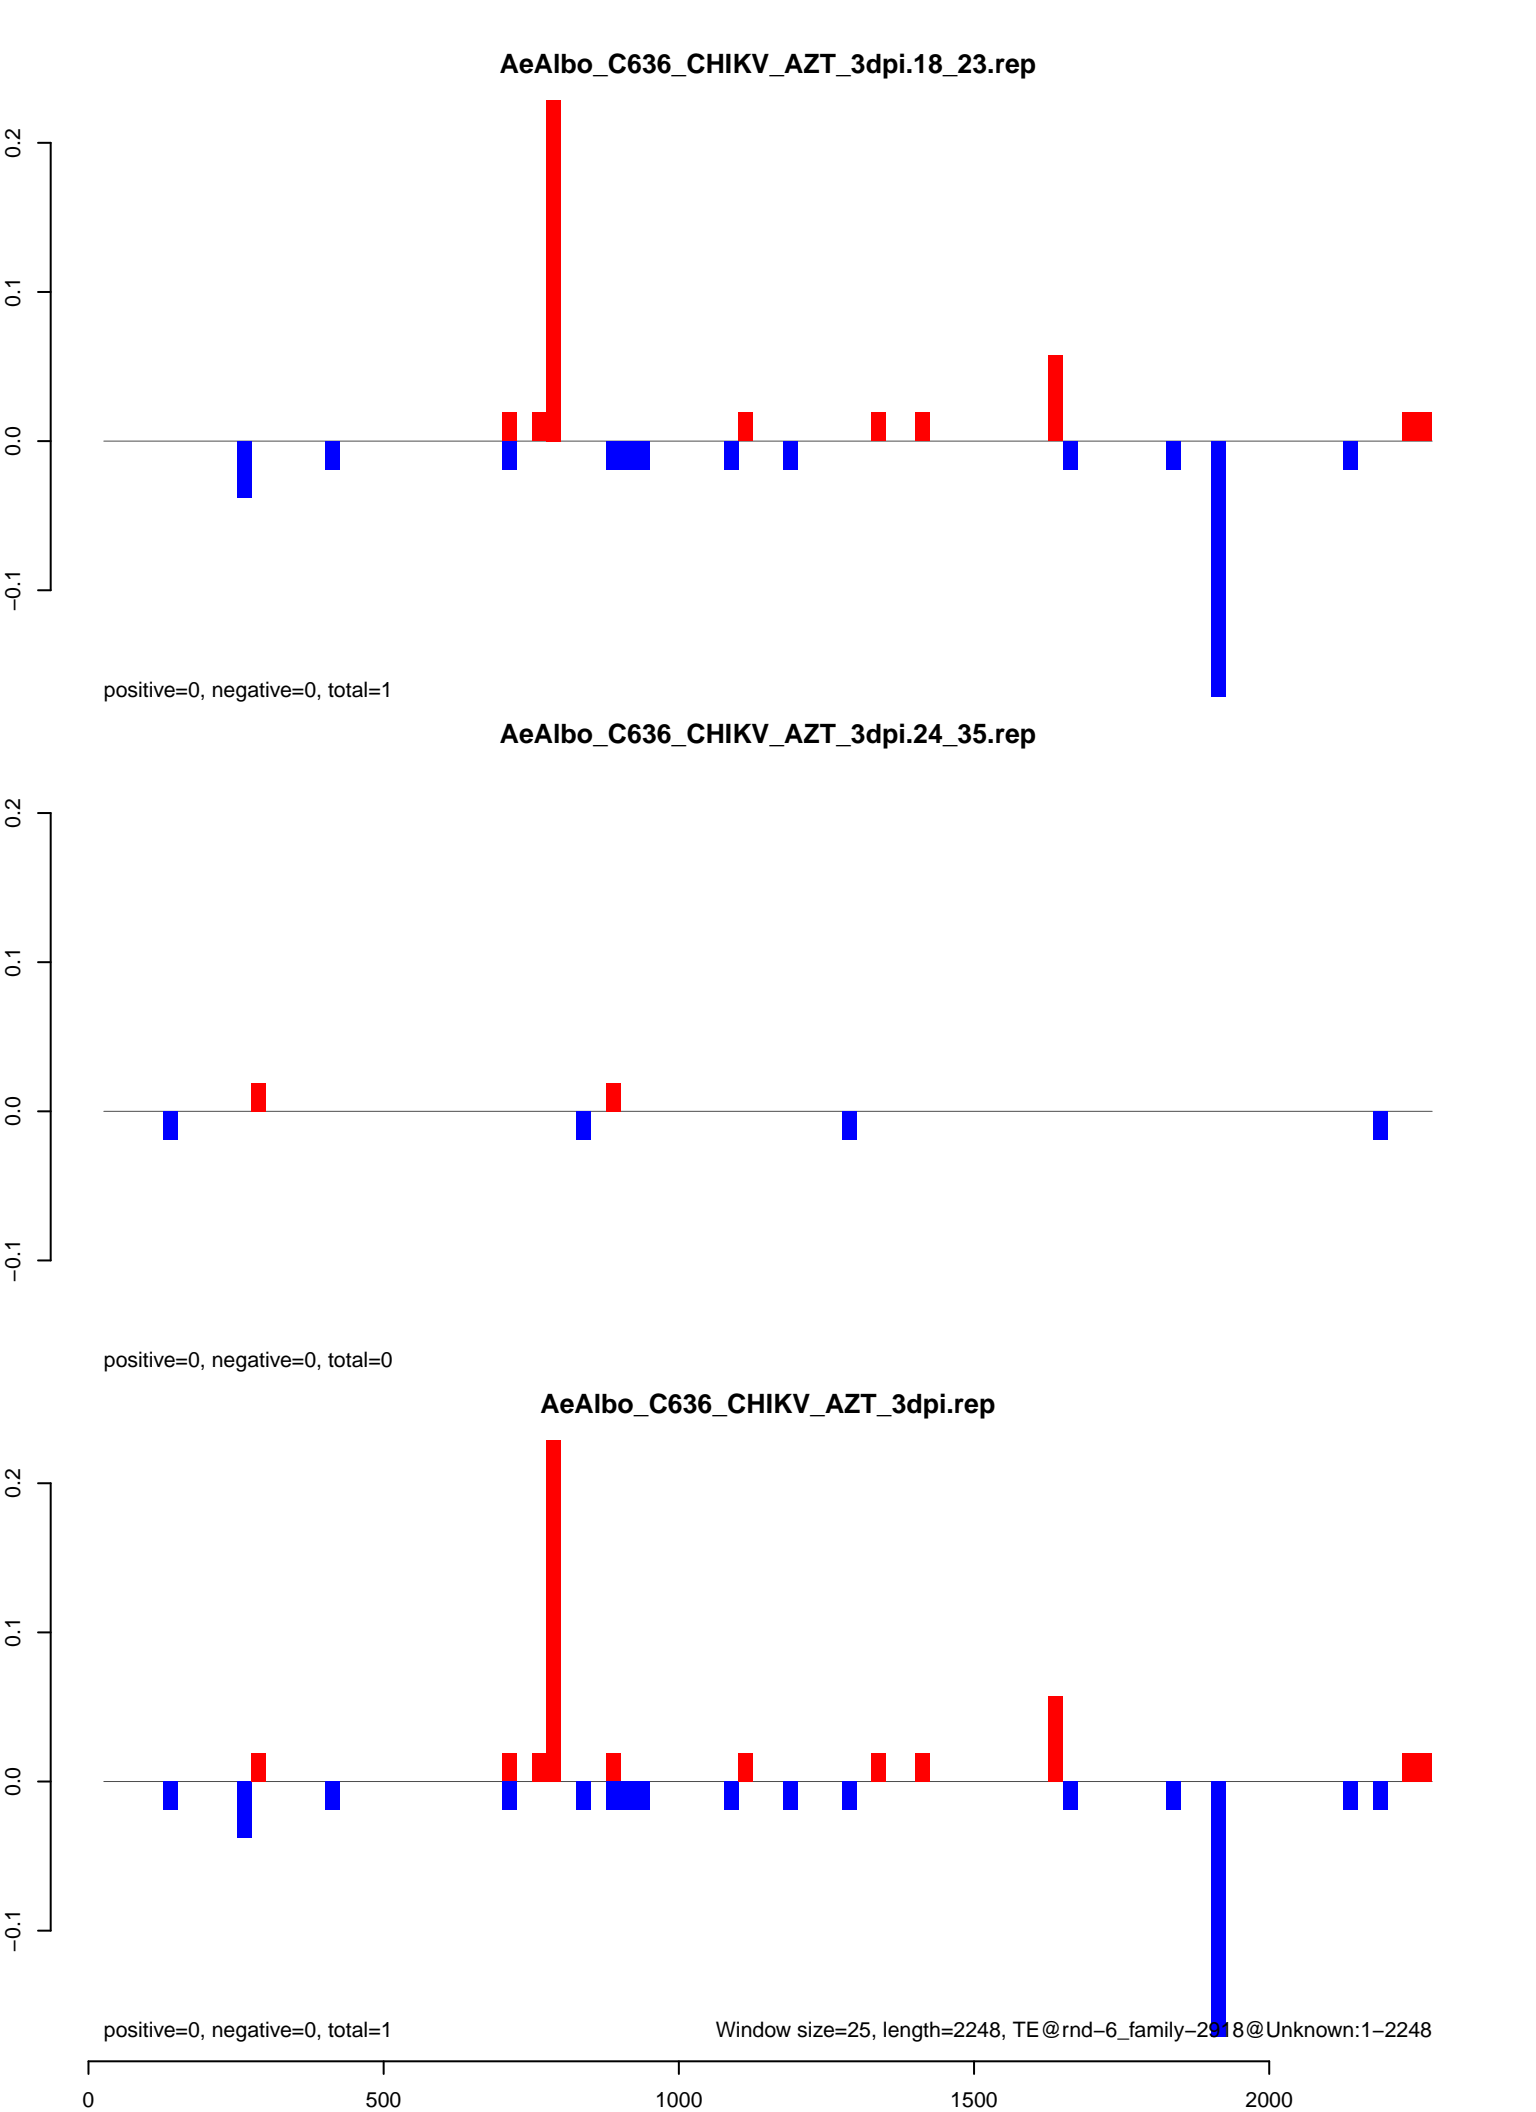 AeAlbo_C636_CHIKV_AZT_3dpi.18_23.rep
0.2
0.1
0.0
−0.1
positive=0, negative=0, total=1
AeAlbo_C636_CHIKV_AZT_3dpi.24_35.rep
0.2
0.1
0.0
−0.1
positive=0, negative=0, total=0
AeAlbo_C636_CHIKV_AZT_3dpi.rep
0.2
0.1
0.0
−0.1
positive=0, negative=0, total=1
Window size=25, length=2248, TE@rnd−6_family−2918@Unknown:1−2248
0 500 1000 1500 2000